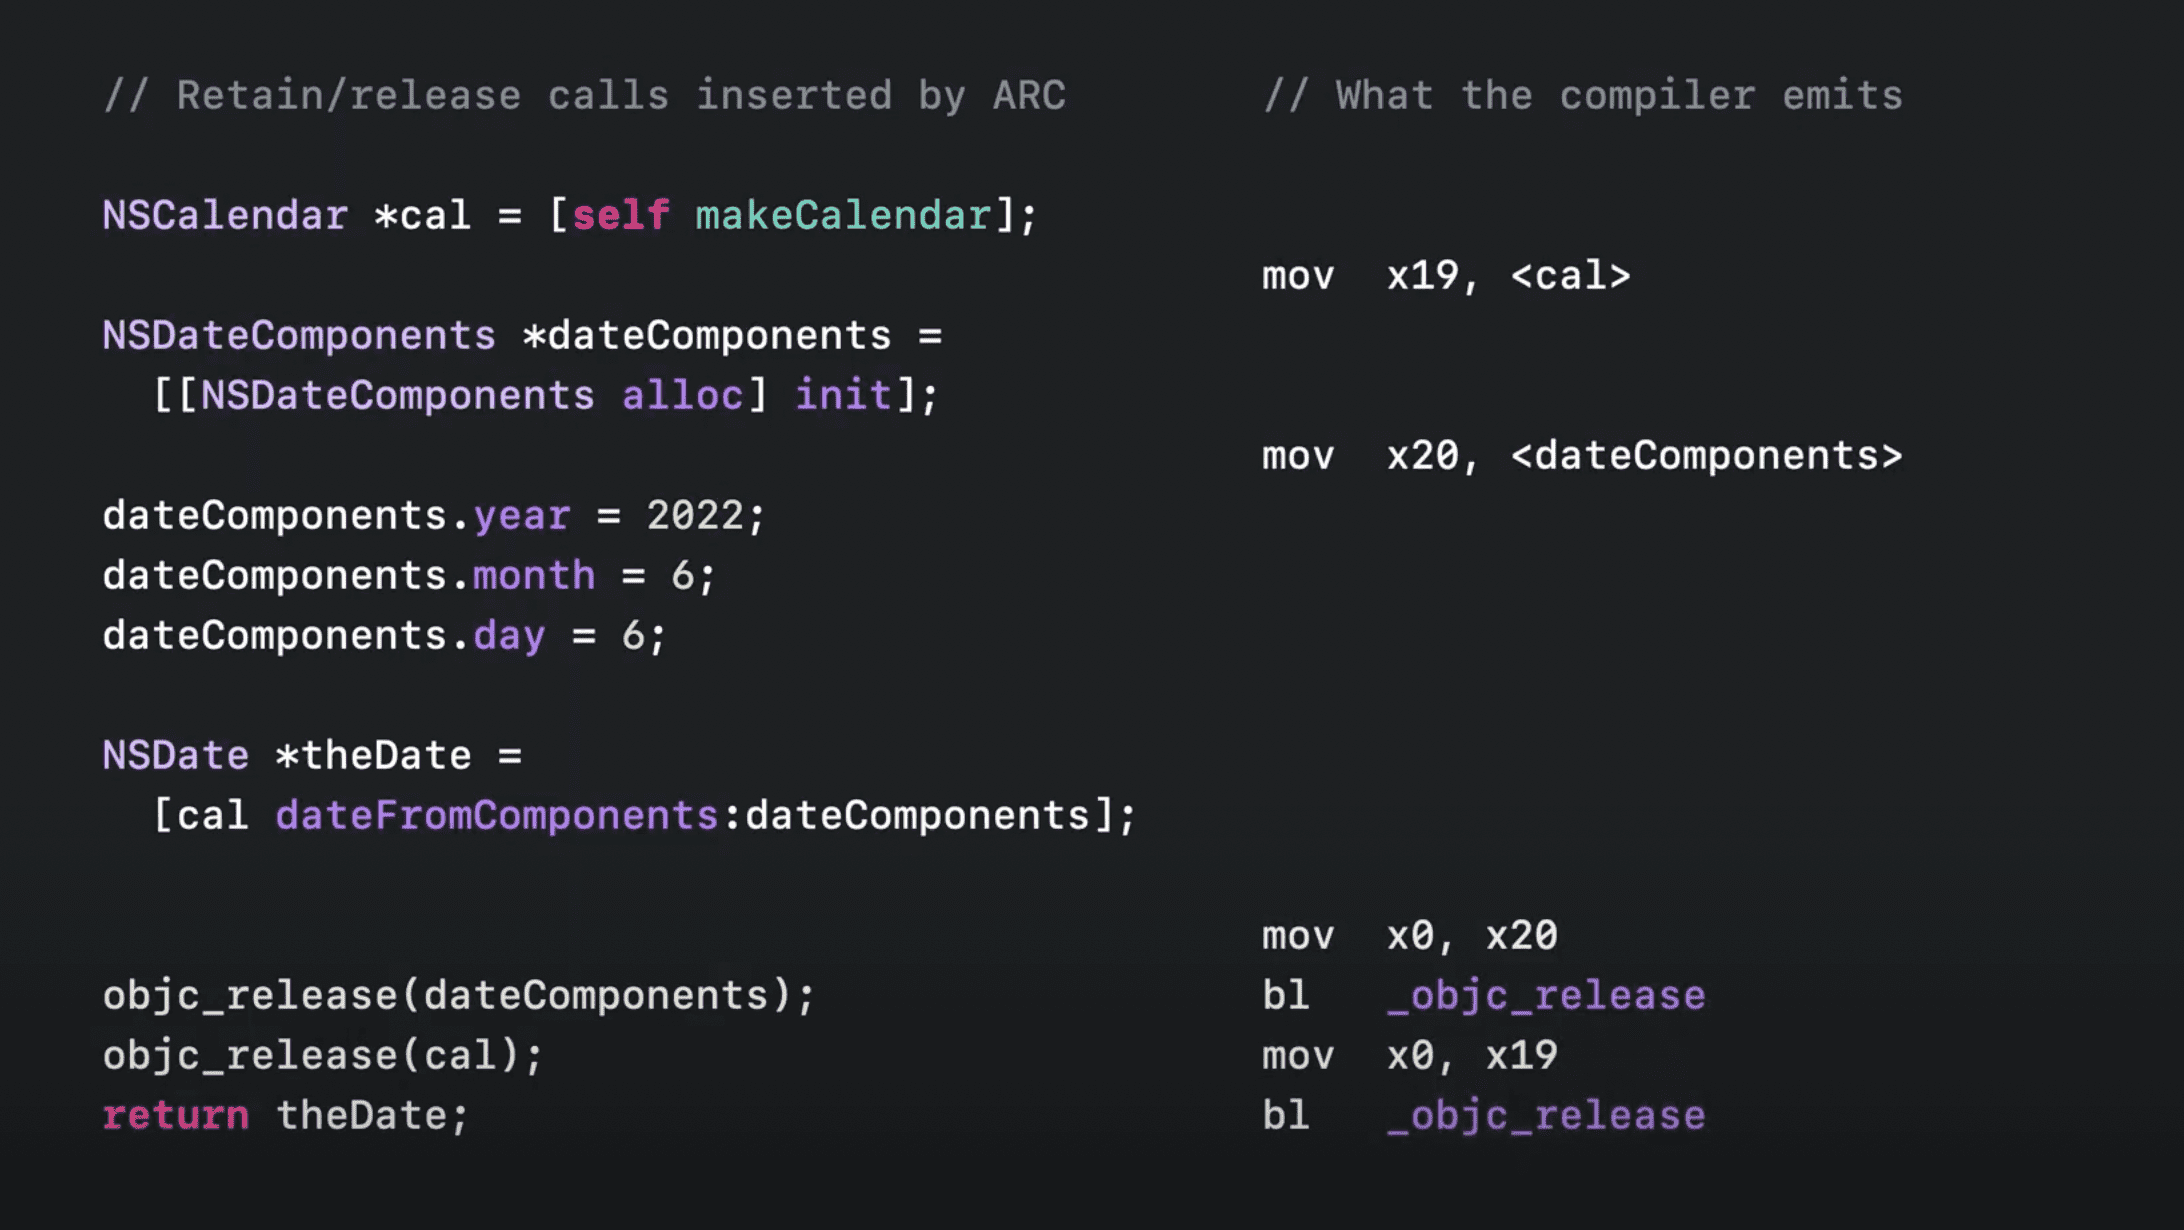 // Retain/release calls inserted by ARC
NSCalendar *cal = [self makeCalendar];
NSDateComponents *dateComponents =
[[NSDateComponents alloc] init];
dateComponents.year = 2022;
dateComponents.month = 6;
dateComponents.day = 6;
NSDate *theDate =
[cal dateFromComponents:dateComponents];
objc_release(dateComponents);
objc_release(cal);
return theDate;
// What the compiler emits
mov x19, <cal>
mov x20, <dateComponents>
mov x0, x20
bl _objc_release
mov x0, x19
bl _objc_release